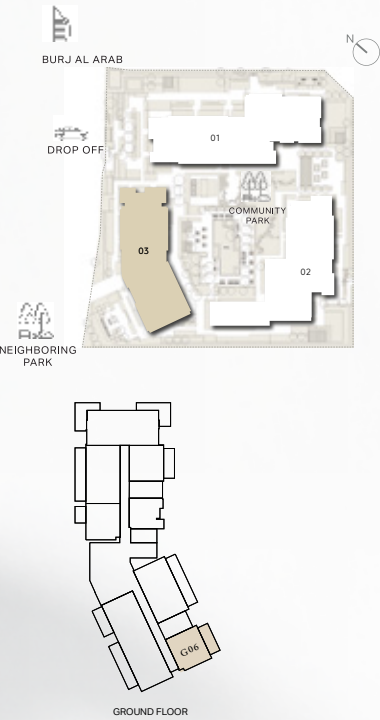 N
BURJ AL ARAB
DROP OFF
01
COMMUNITY
PARK
03
02
NEIGHBORING
PARK
G06
GROUND FLOOR